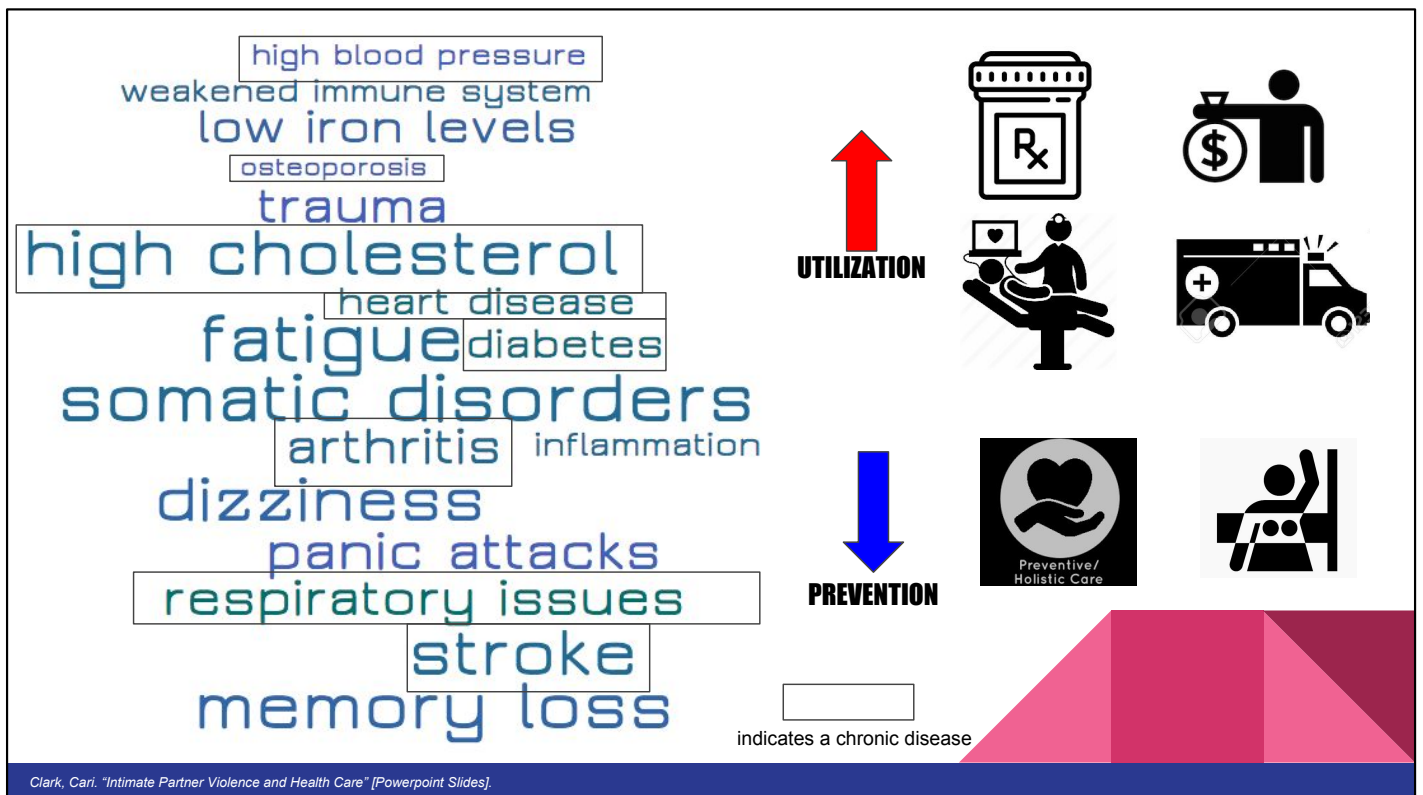 high blood pressure
weakened immune system
low iron levels
osteoporosis
trauma
high cholesterol
heart disease
fatigue
diabetes
somatic disorders
arthritis
inflammation
dizziness
panic attacks
respiratory issues
stroke
memory loss
UTILIZATION
Rx
$
PREVENTION
Preventive/
Holistic Care
indicates a chronic disease
Clark, Cari. “Intimate Partner Violence and Health Care” [Powerpoint Slides].